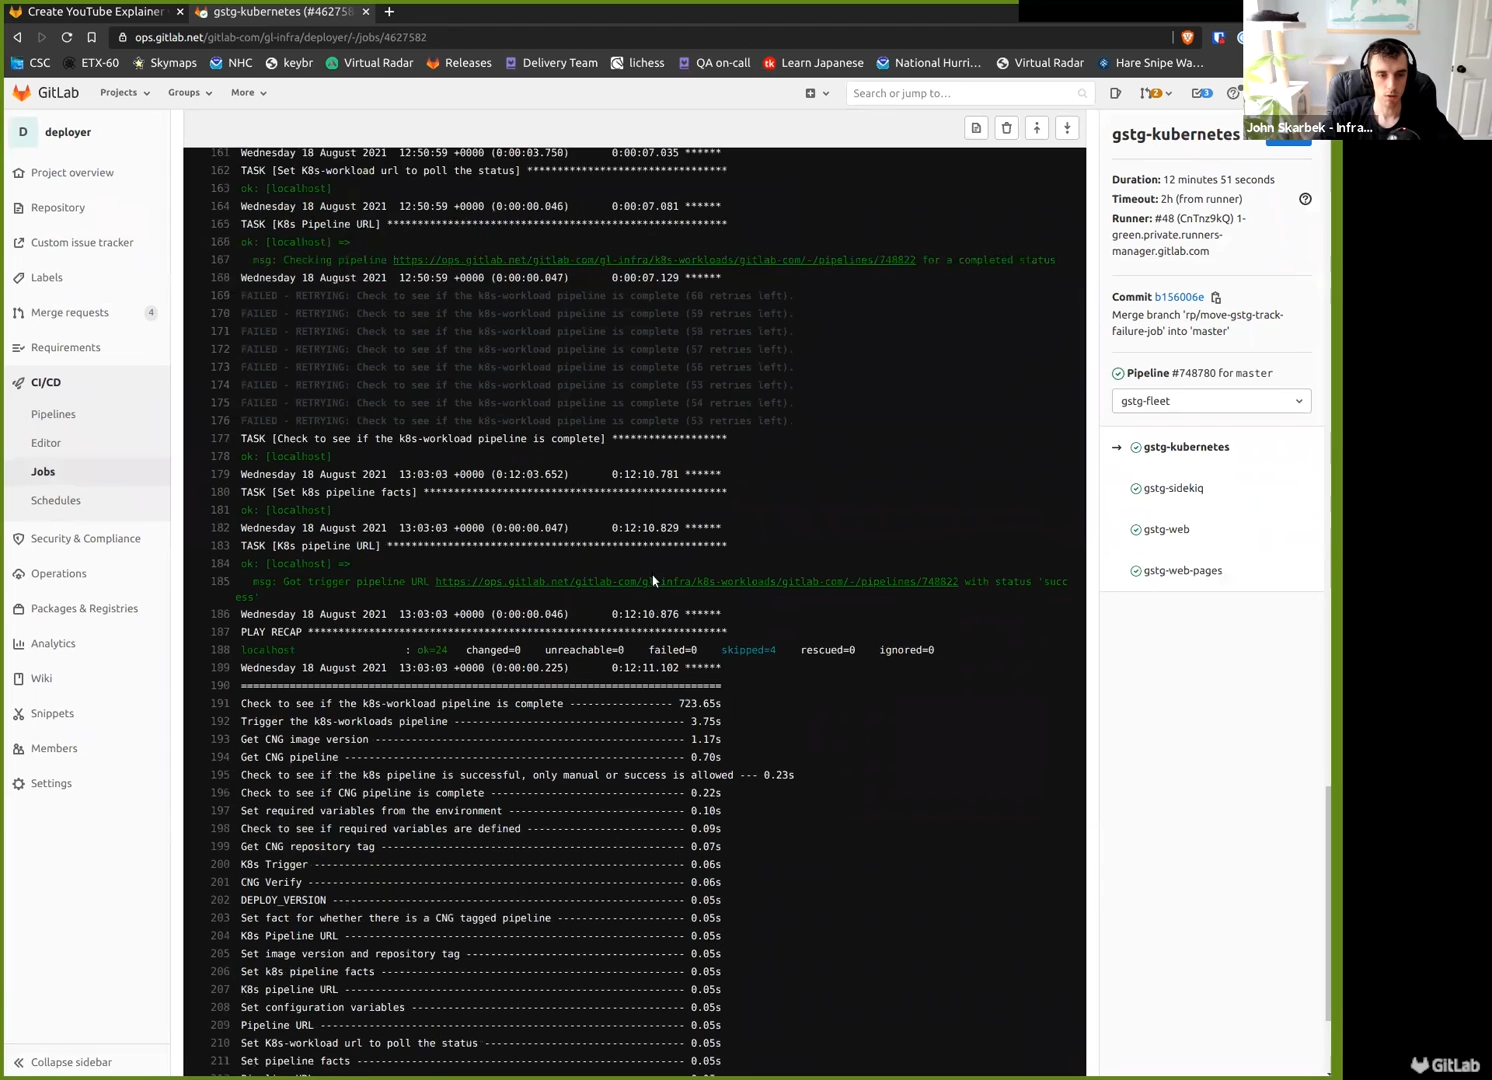 Create YouTube Explainer
gstg-kubernetes (#46275
ops.gitlab.net/gitlab-com/gl-infra/deployer/-/jobs/4627582
CSC
ETX-60
Skymaps
NHC
keybr
Virtual Radar
Releases
Delivery Team
lichess
QA on-call
Learn Japanese
National Hurri...
Virtual Radar
Hare Snipe Wa...
GitLab
Projects
Groups
More
Search or jump to...
2
3
John Skarbek - Infra...
D
deployer
Project overview
Repository
Custom issue tracker
Labels
Merge requests 4
Requirements
CI/CD
Pipelines
Editor
Jobs
Schedules
Security & Compliance
Operations
Packages & Registries
Analytics
Wiki
Snippets
Members
Settings
Collapse sidebar
161 Wednesday 18 August 2021  12:50:59 +0000 (0:00:03.750)       0:00:07.035 ******
162 TASK [Set K8s-workload url to poll the status] **********************************
163 ok: [localhost]
164 Wednesday 18 August 2021  12:50:59 +0000 (0:00:00.046)       0:00:07.081 ******
165 TASK [K8s Pipeline URL] *********************************************************
166 ok: [localhost] =>
167   msg: Checking pipeline https://ops.gitlab.net/gitlab-com/gl-infra/k8s-workloads/gitlab-com/-/pipelines/748822 for a completed status
168 Wednesday 18 August 2021  12:50:59 +0000 (0:00:00.047)       0:00:07.129 ******
169 FAILED - RETRYING: Check to see if the k8s-workload pipeline is complete (60 retries left).
170 FAILED - RETRYING: Check to see if the k8s-workload pipeline is complete (59 retries left).
171 FAILED - RETRYING: Check to see if the k8s-workload pipeline is complete (58 retries left).
172 FAILED - RETRYING: Check to see if the k8s-workload pipeline is complete (57 retries left).
173 FAILED - RETRYING: Check to see if the k8s-workload pipeline is complete (56 retries left).
174 FAILED - RETRYING: Check to see if the k8s-workload pipeline is complete (55 retries left).
175 FAILED - RETRYING: Check to see if the k8s-workload pipeline is complete (54 retries left).
176 FAILED - RETRYING: Check to see if the k8s-workload pipeline is complete (53 retries left).
177 TASK [Check to see if the k8s-workload pipeline is complete] *******************
178 ok: [localhost]
179 Wednesday 18 August 2021  13:03:03 +0000 (0:12:03.652)       0:12:10.781 ******
180 TASK [Set k8s pipeline facts] **************************************************
181 ok: [localhost]
182 Wednesday 18 August 2021  13:03:03 +0000 (0:00:00.047)       0:12:10.829 ******
183 TASK [K8s pipeline URL] *********************************************************
184 ok: [localhost] =>
185   msg: Got trigger pipeline URL https://ops.gitlab.net/gitlab-com/gl-infra/k8s-workloads/gitlab-com/-/pipelines/748822 with status 'succ
ess'
186 Wednesday 18 August 2021  13:03:03 +0000 (0:00:00.046)       0:12:10.876 ******
187 PLAY RECAP *********************************************************************
188 localhost                  : ok=24   changed=0    unreachable=0    failed=0    skipped=4    rescued=0    ignored=0
189 Wednesday 18 August 2021  13:03:03 +0000 (0:00:00.225)       0:12:11.102 ******
190 ===============================================================================
191 Check to see if the k8s-workload pipeline is complete ----------------- 723.65s
192 Trigger the k8s-workloads pipeline -------------------------------------- 3.75s
193 Get CNG image version --------------------------------------------------- 1.17s
194 Get CNG pipeline -------------------------------------------------------- 0.70s
195 Check to see if the k8s pipeline is successful, only manual or success is allowed --- 0.23s
196 Check to see if CNG pipeline is complete -------------------------------- 0.22s
197 Set required variables from the environment ----------------------------- 0.10s
198 Check to see if required variables are defined -------------------------- 0.09s
199 Get CNG repository tag -------------------------------------------------- 0.07s
200 K8s Trigger ------------------------------------------------------------- 0.06s
201 CNG Verify -------------------------------------------------------------- 0.06s
202 DEPLOY_VERSION ---------------------------------------------------------- 0.05s
203 Set fact for whether there is a CNG tagged pipeline --------------------- 0.05s
204 K8s Pipeline URL -------------------------------------------------------- 0.05s
205 Set image version and repository tag ------------------------------------ 0.05s
206 Set k8s pipeline facts -------------------------------------------------- 0.05s
207 K8s pipeline URL -------------------------------------------------------- 0.05s
208 Set configuration variables --------------------------------------------- 0.05s
209 Pipeline URL ------------------------------------------------------------ 0.05s
210 Set K8s-workload url to poll the status --------------------------------- 0.05s
211 Set pipeline facts ------------------------------------------------------ 0.05s
gstg-kubernetes
Duration: 12 minutes 51 seconds
Timeout: 2h (from runner)
Runner: #48 (CnTnz9kQ) 1-
green.private.runners-
manager.gitlab.com
Commit b156006e
Merge branch 'rp/move-gstg-track-
failure-job' into 'master'
Pipeline #748780 for master
gstg-fleet
gstg-kubernetes
gstg-sidekiq
gstg-web
gstg-web-pages
GitLab